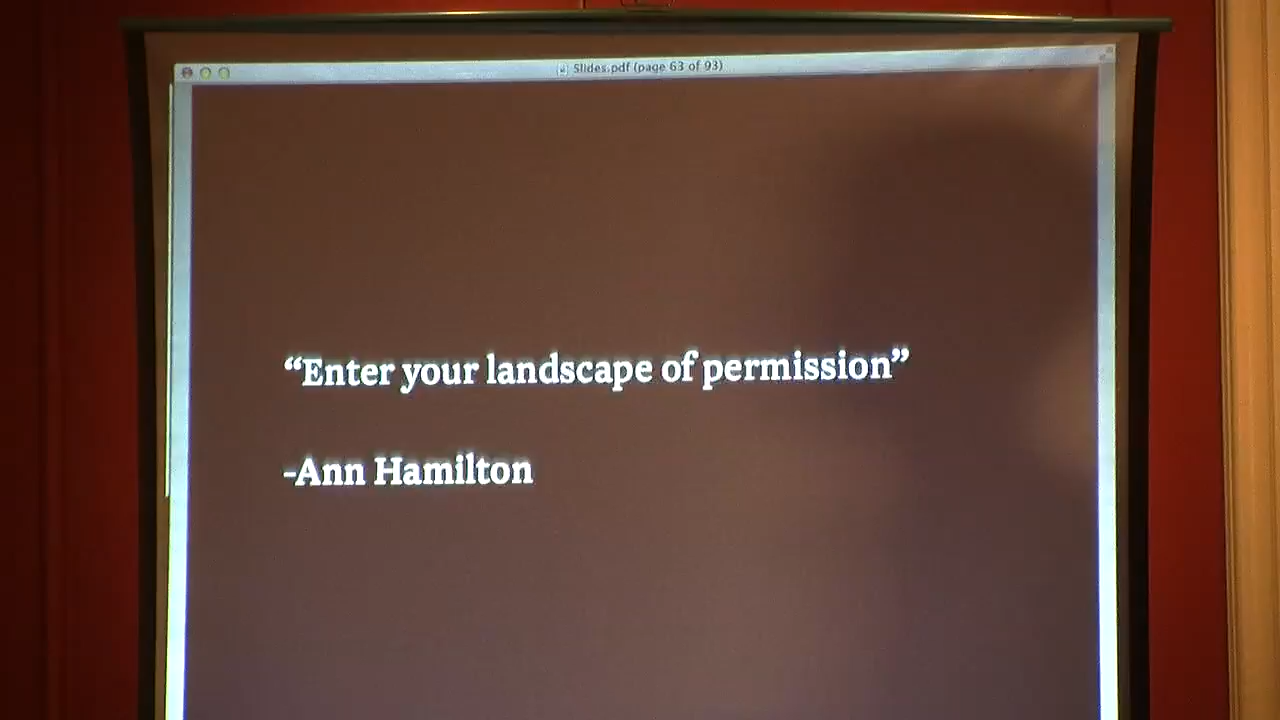 Slides.pdf (page 63 of 93)
“Enter your landscape of permission”
-Ann Hamilton